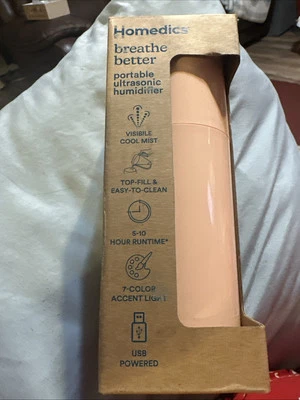 Homedics
breathe
better
portable
ultrasonic
humidifier
VISIBILE
COOL MIST
TOP-FILL &
EASY-TO-CLEAN
5-10
HOUR RUNTIME*
7-COLOR
ACCENT LIGHT
USB
POWERED